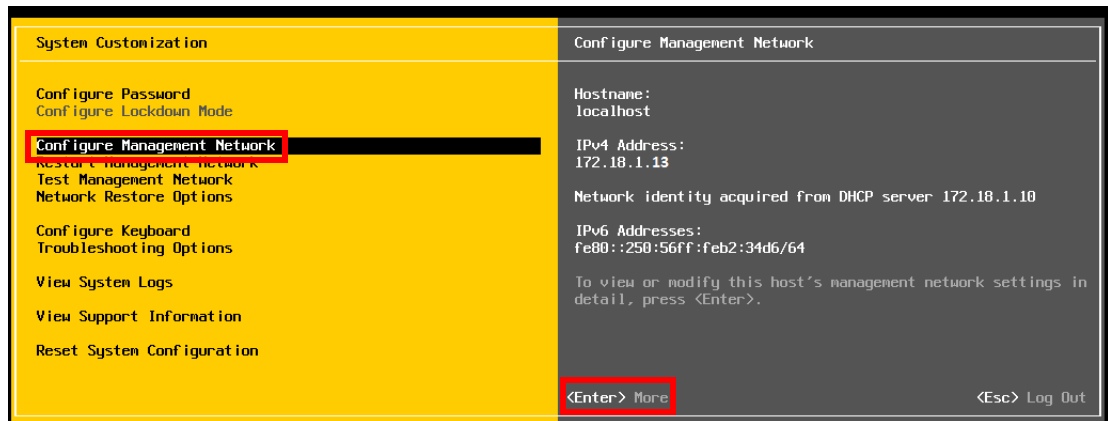 System Customization
Configure Password
Configure Lockdown Mode
Configure Management Network
Restart Management Network
Test Management Network
Network Restore Options
Configure Keyboard
Troubleshooting Options
View System Logs
View Support Information
Reset System Configuration
Configure Management Network
Hostname:
localhost
IPv4 Address:
172.18.1.13
Network identity acquired from DHCP server 172.18.1.10
IPv6 Addresses:
fe80::250:56ff:feb2:34d6/64
To view or modify this host's management network settings in
detail, press <Enter>.
<Enter> More
<Esc> Log Out